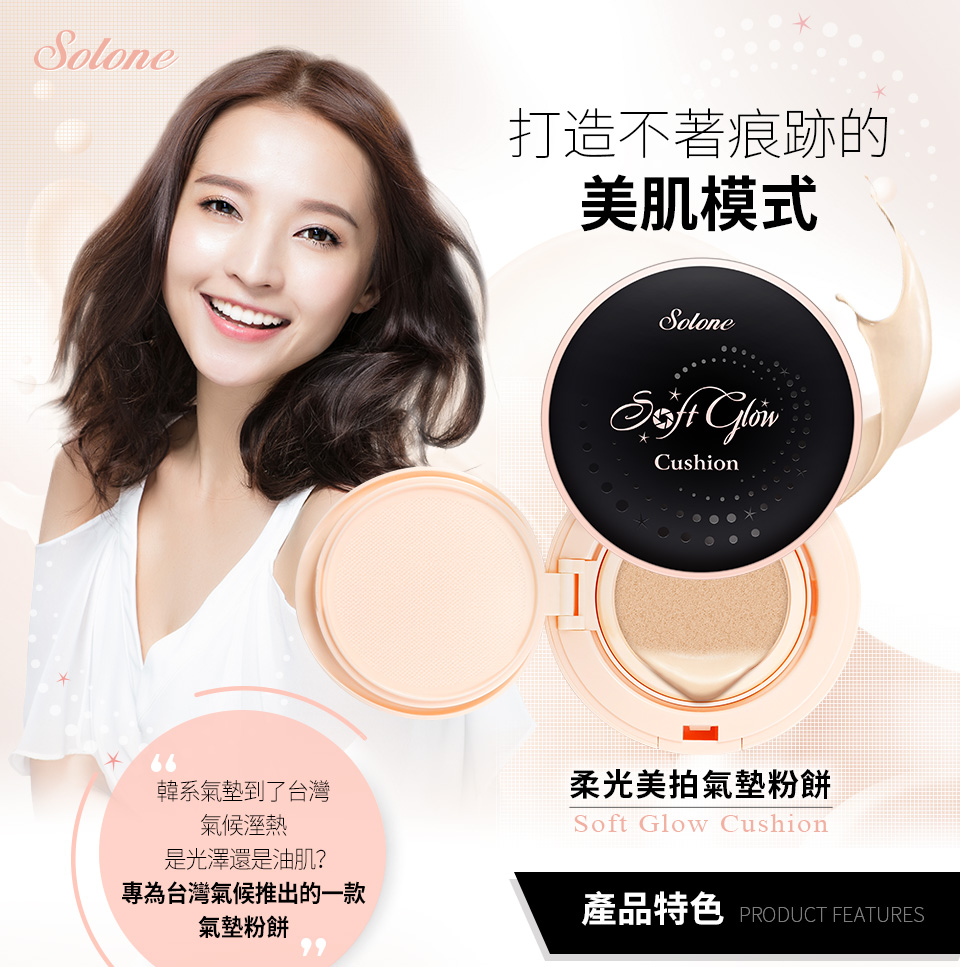 Solone
打造不著痕跡的
美肌模式
Solone
Soft Glow
Cushion
柔光美拍氣墊粉餅
Soft Glow Cushion
“
韓系氣墊到了台灣
氣候溼熱
是光澤還是油肌?
專為台灣氣候推出的一款
氣墊粉餅
”
產品特色 PRODUCT FEATURES